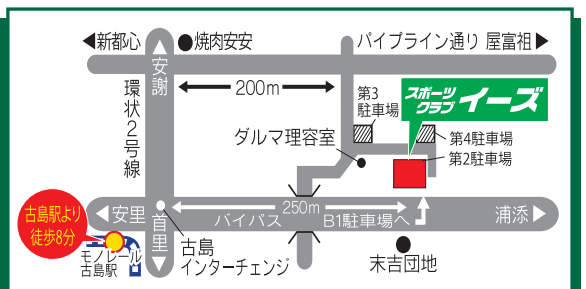 ◀新都心
焼肉安安
パイプライン通り 屋富祖▶
安謝
環状2号線
200m
第3
駐車場
スポーツ
クラブ イーズ
ダルマ理容室
第4駐車場
第2駐車場
古島駅より
徒歩8分
安里
首里
250m
バイパス
B1駐車場へ
浦添
モノレール
古島駅
古島
インターチェンジ
末吉団地